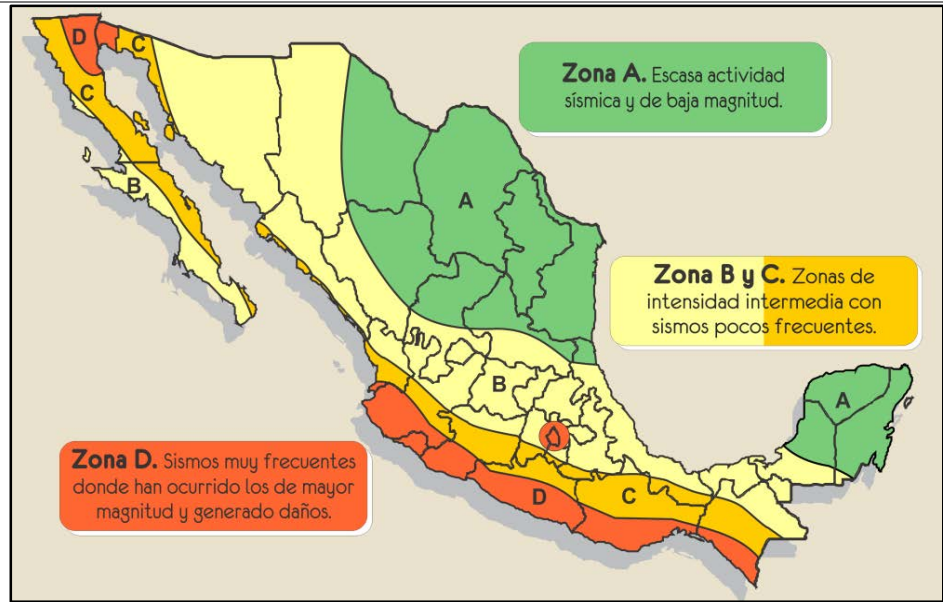 D
C
C
Zona A. Escasa actividad
sísmica y de baja magnitud.
B
A
Zona B y C. Zonas de
intensidad intermedia con
sismos pocos frecuentes.
B
A
Zona D. Sismos muy frecuentes
donde han ocurrido los de mayor
magnitud y generado daños.
D
C